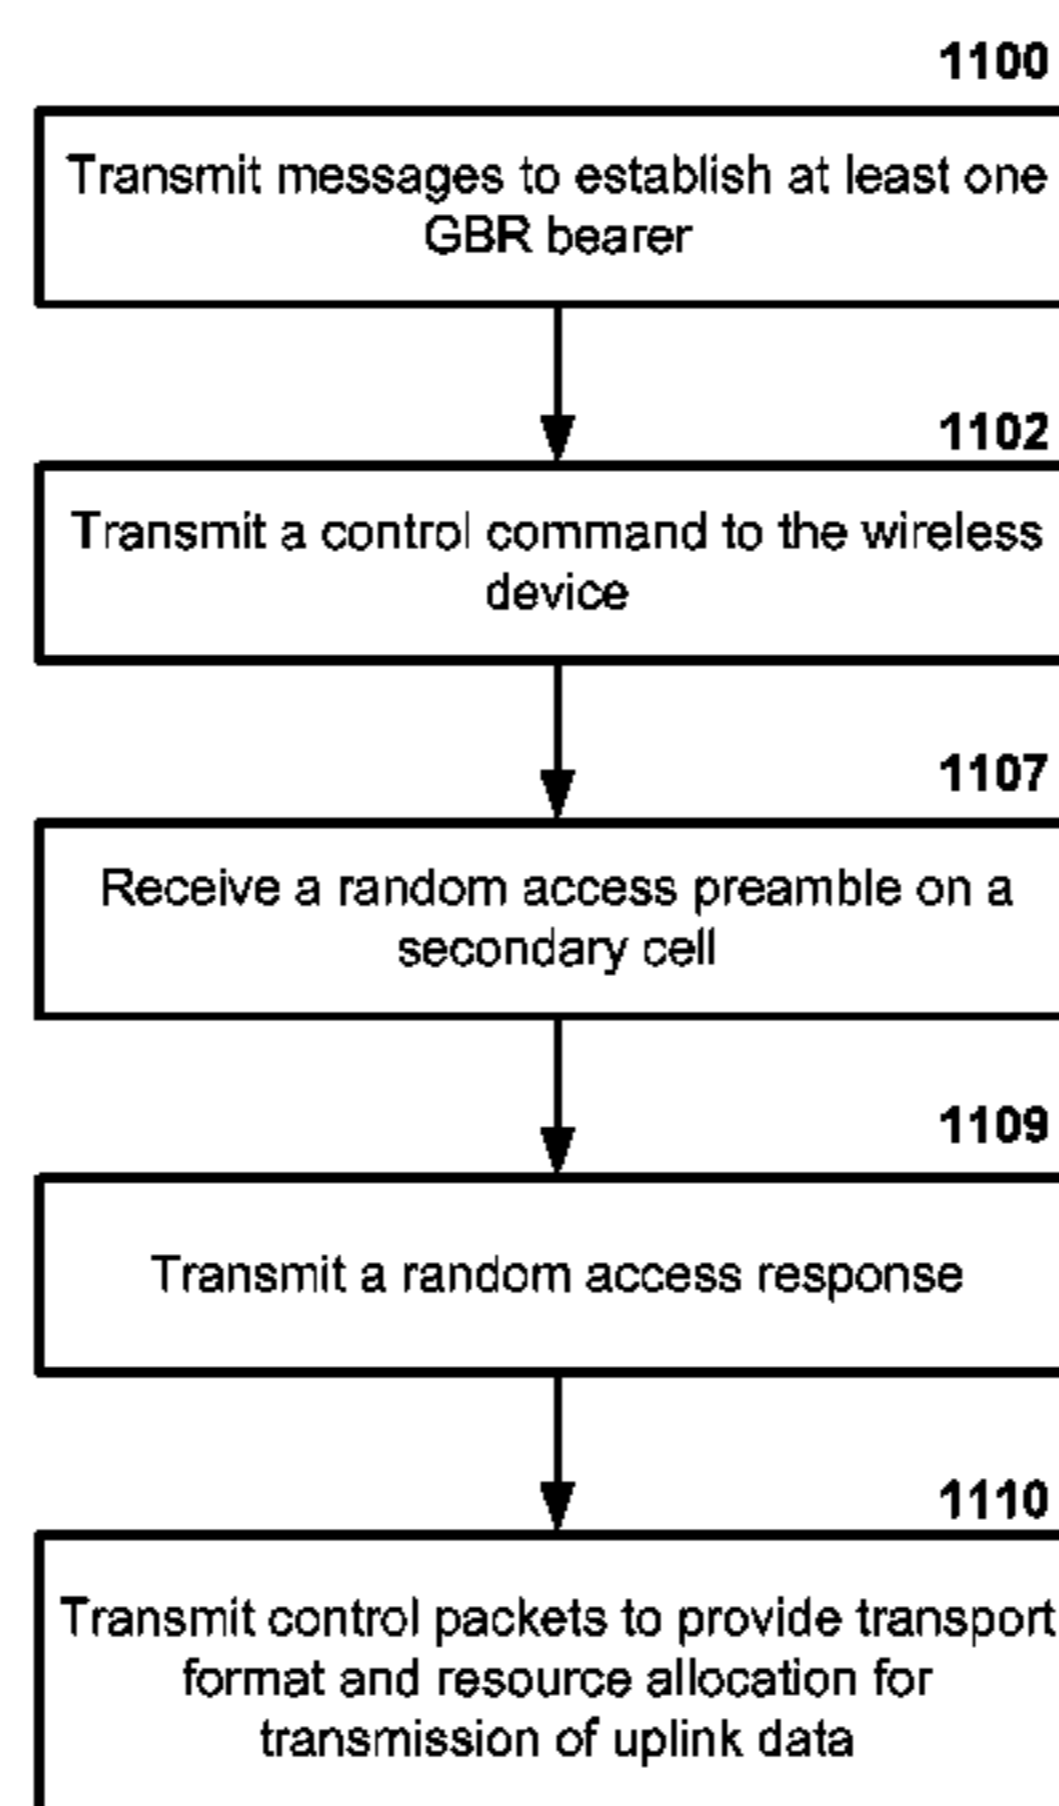 1100
Transmit messages to establish at least one
GBR bearer
1102
Transmit a control command to the wireless
device
1107
Receive a random access preamble on a
secondary cell
1109
Transmit a random access response
1110
Transmit control packets to provide transport
format and resource allocation for
transmission of uplink data